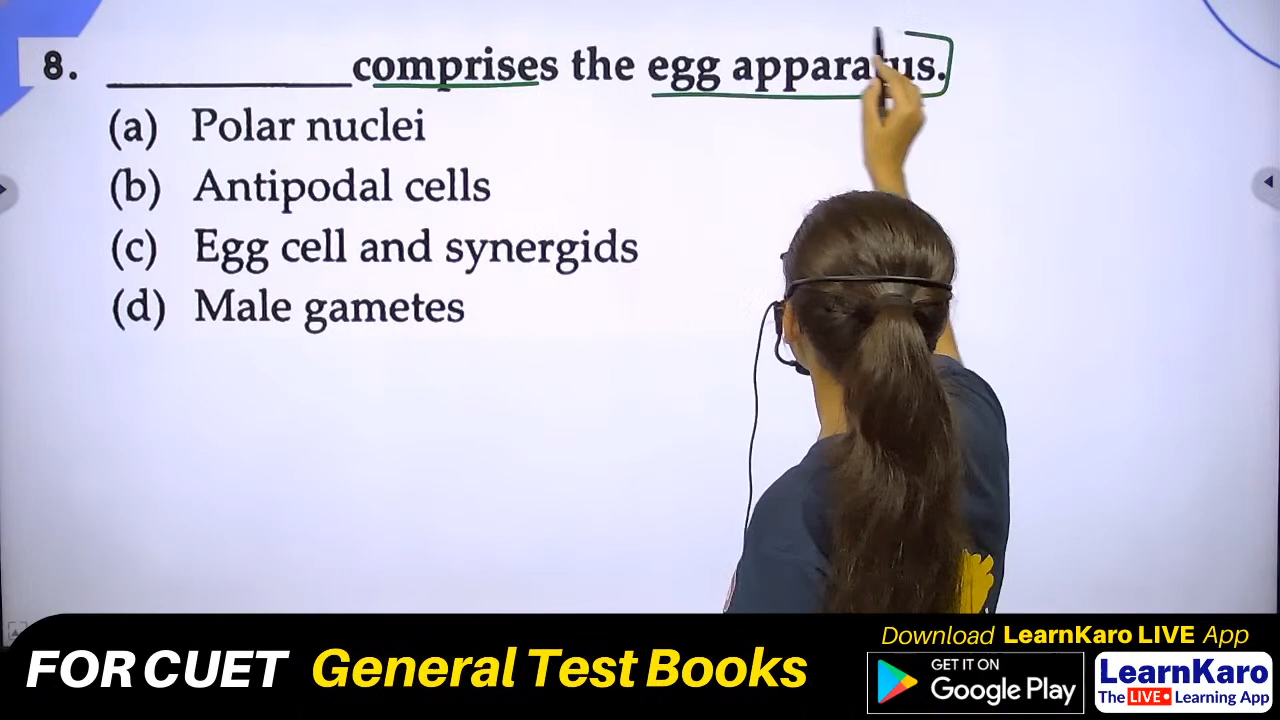 8. __________ comprises the egg apparatus.
(a) Polar nuclei
(b) Antipodal cells
(c) Egg cell and synergids
(d) Male gametes
FOR CUET General Test Books
Download LearnKaro LIVE App
GET IT ON
Google Play
LearnKaro
The LIVE Learning App